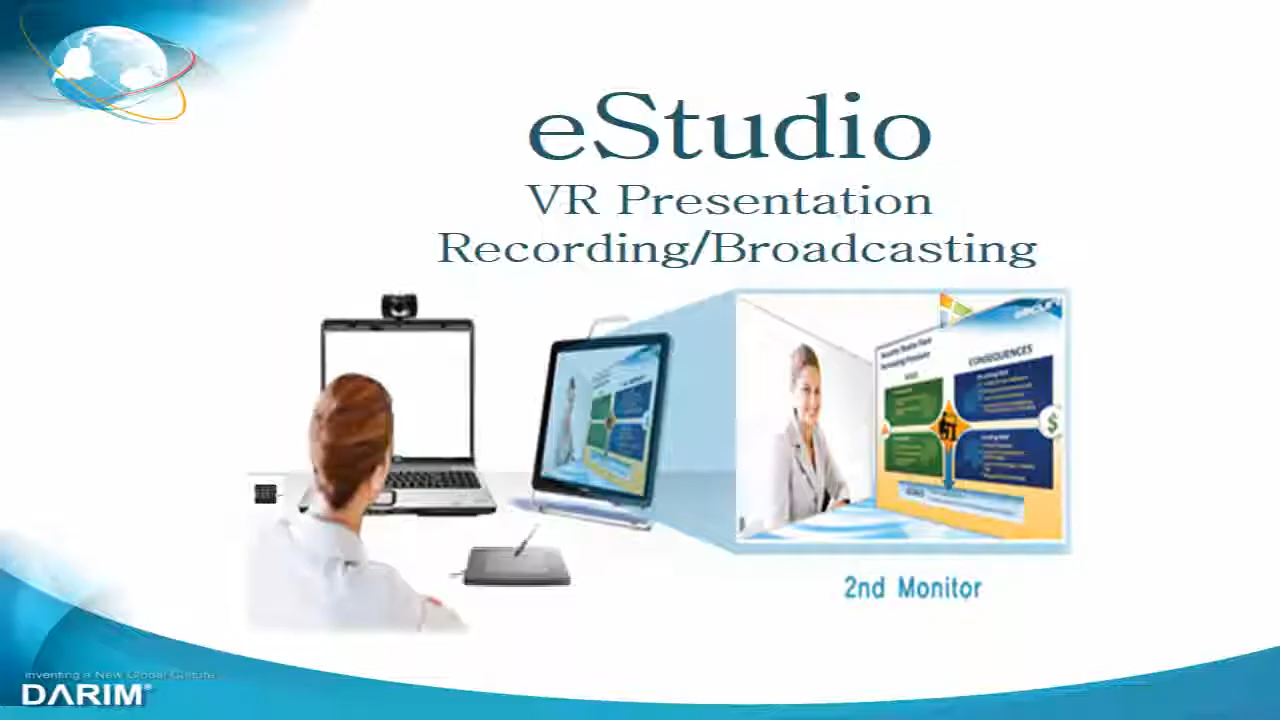 eStudio
VR Presentation
Recording/Broadcasting
CONSEQUENCES
$
2nd Monitor
Inventing a New Global Culture
DARIM®